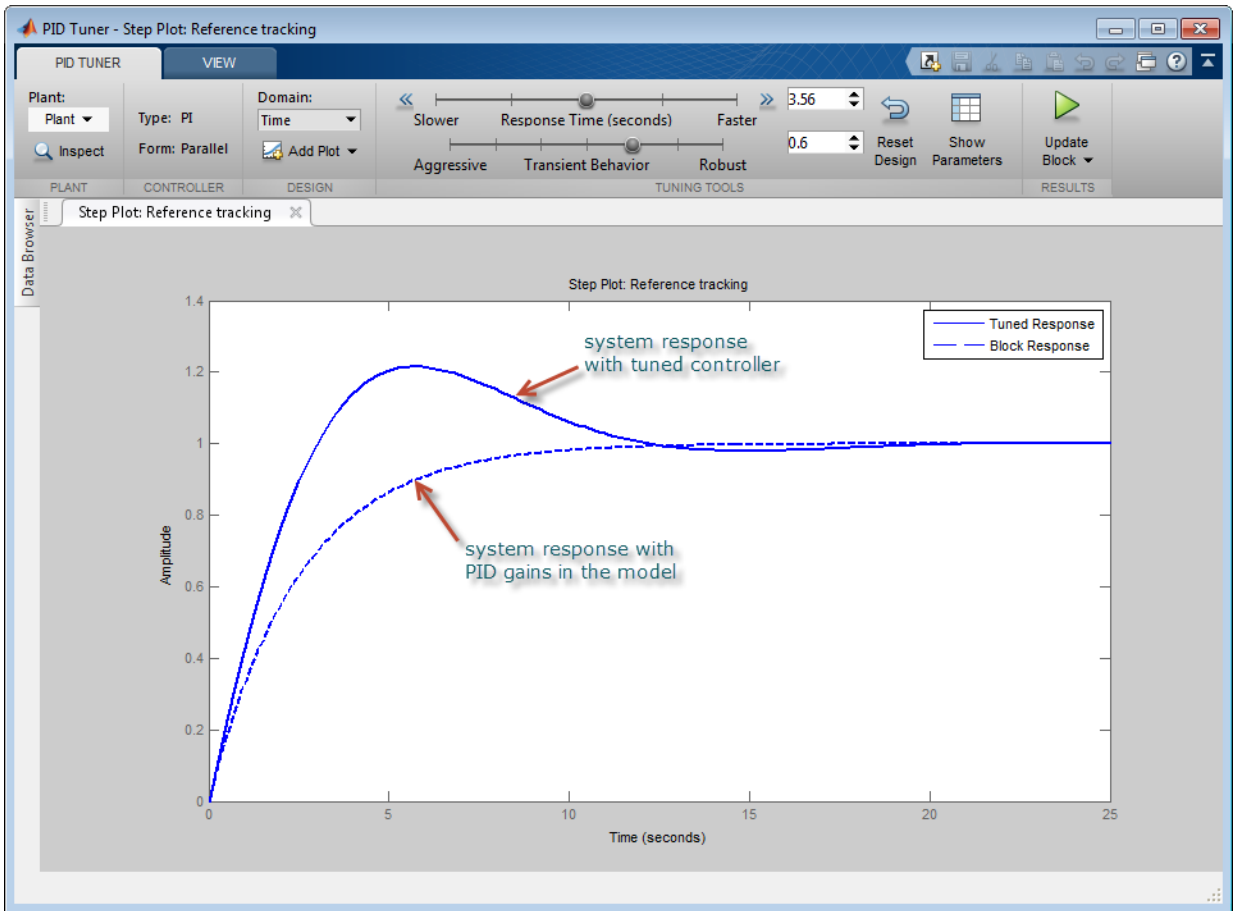 PID Tuner - Step Plot: Reference tracking
PID TUNER
VIEW
Plant:
Plant
Inspect
PLANT
Type: PI
Form: Parallel
CONTROLLER
Domain:
Time
Add Plot
DESIGN
Slower
Response Time (seconds)
Faster
3.56
Aggressive
Transient Behavior
Robust
0.6
Reset
Design
Show
Parameters
TUNING TOOLS
Update
Block
RESULTS
Data Browser
Step Plot: Reference tracking
Step Plot: Reference tracking
Tuned Response
Block Response
system response
with tuned controller
system response with
PID gains in the model
Amplitude
1.4
1.2
1
0.8
0.6
0.4
0.2
0
0
5
10
15
20
25
Time (seconds)